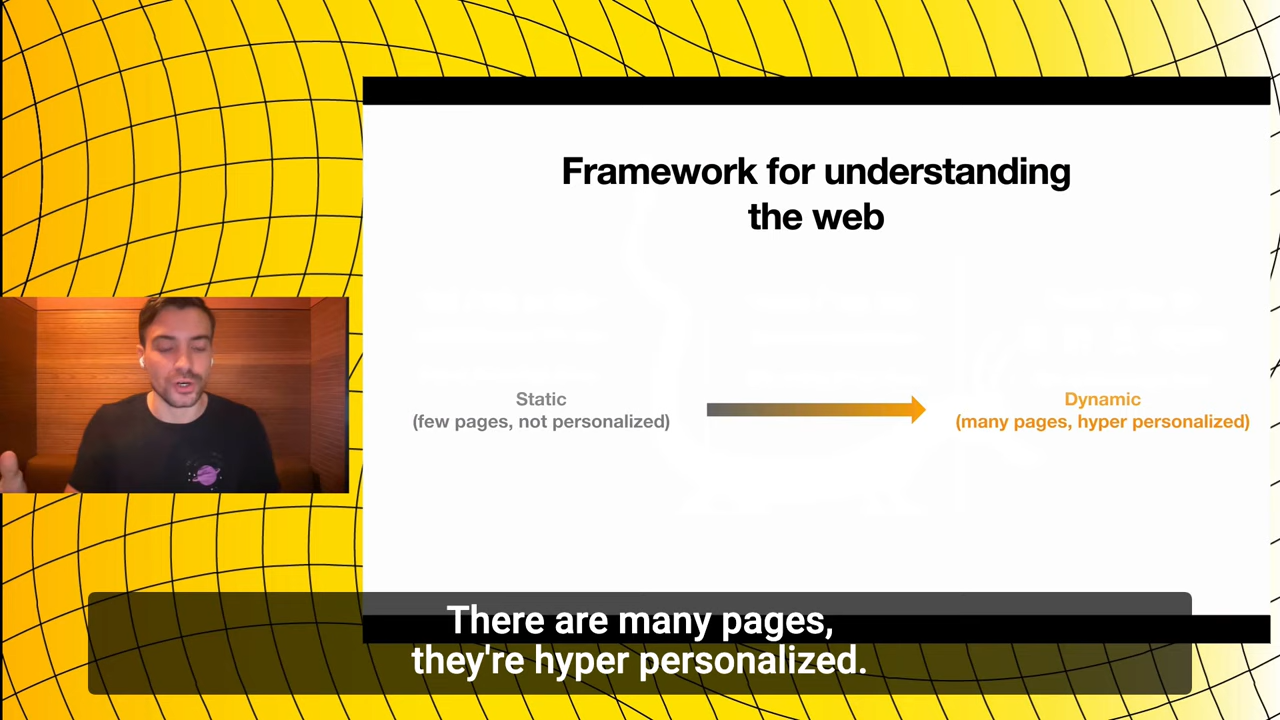 Framework for understanding
the web
Static
(few pages, not personalized)
Dynamic
(many pages, hyper personalized)
There are many pages,
they're hyper personalized.